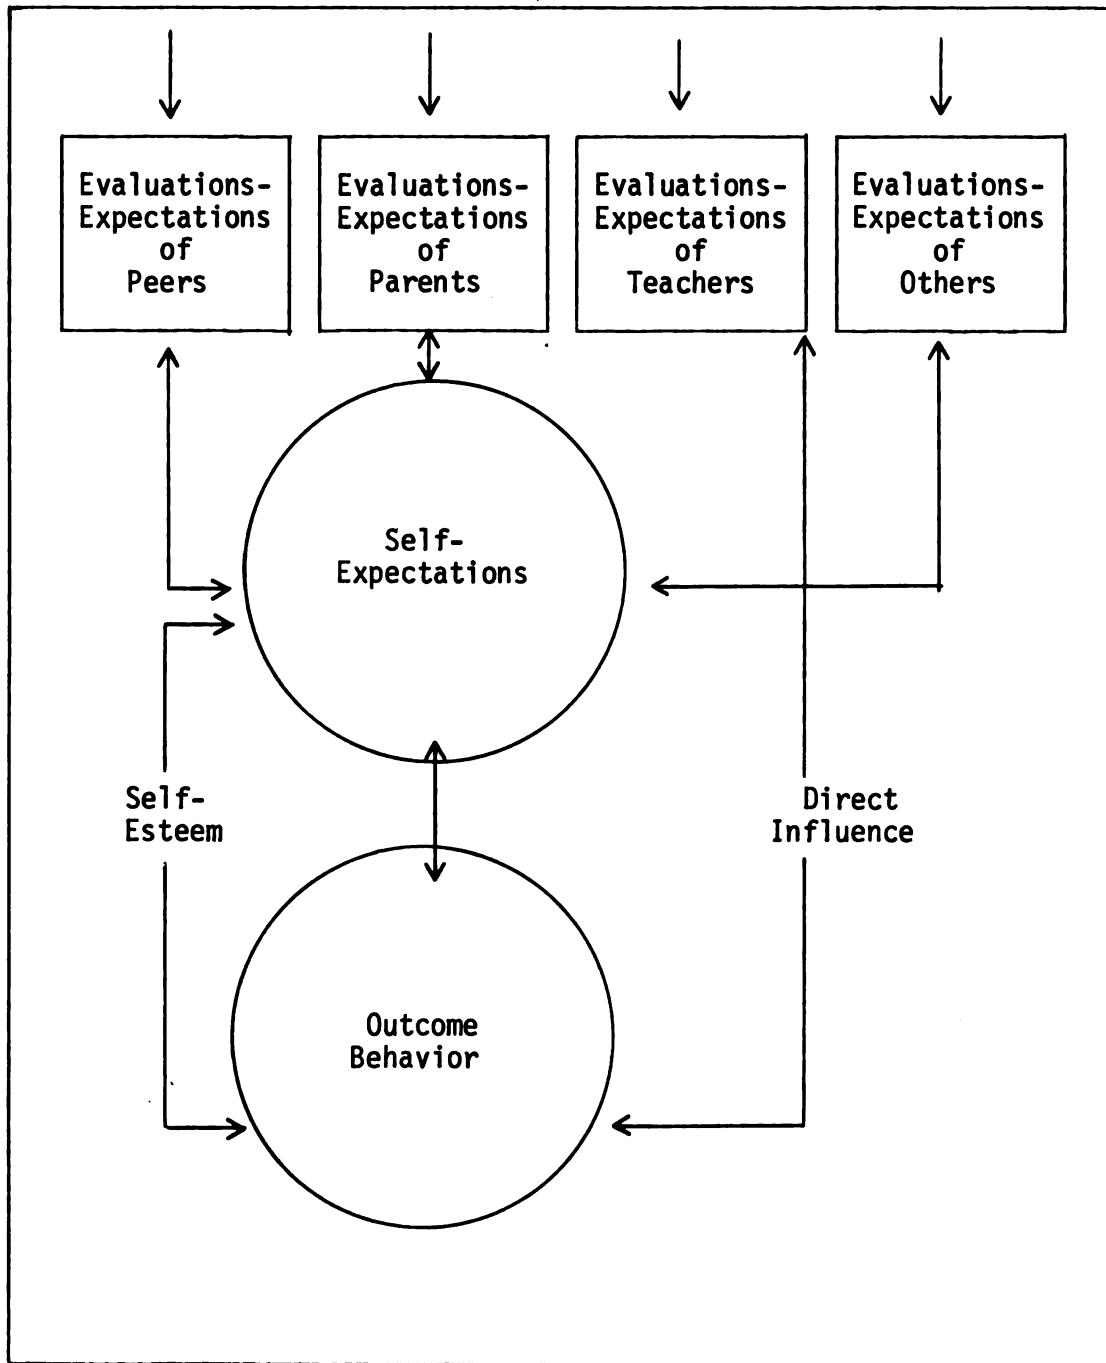 Evaluations-
Expectations
of
Peers
Evaluations-
Expectations
of
Parents
Evaluations-
Expectations
of
Teachers
Evaluations-
Expectations
of
Others
Self-
Expectations
Self-
Esteem
Direct
Influence
Outcome
Behavior